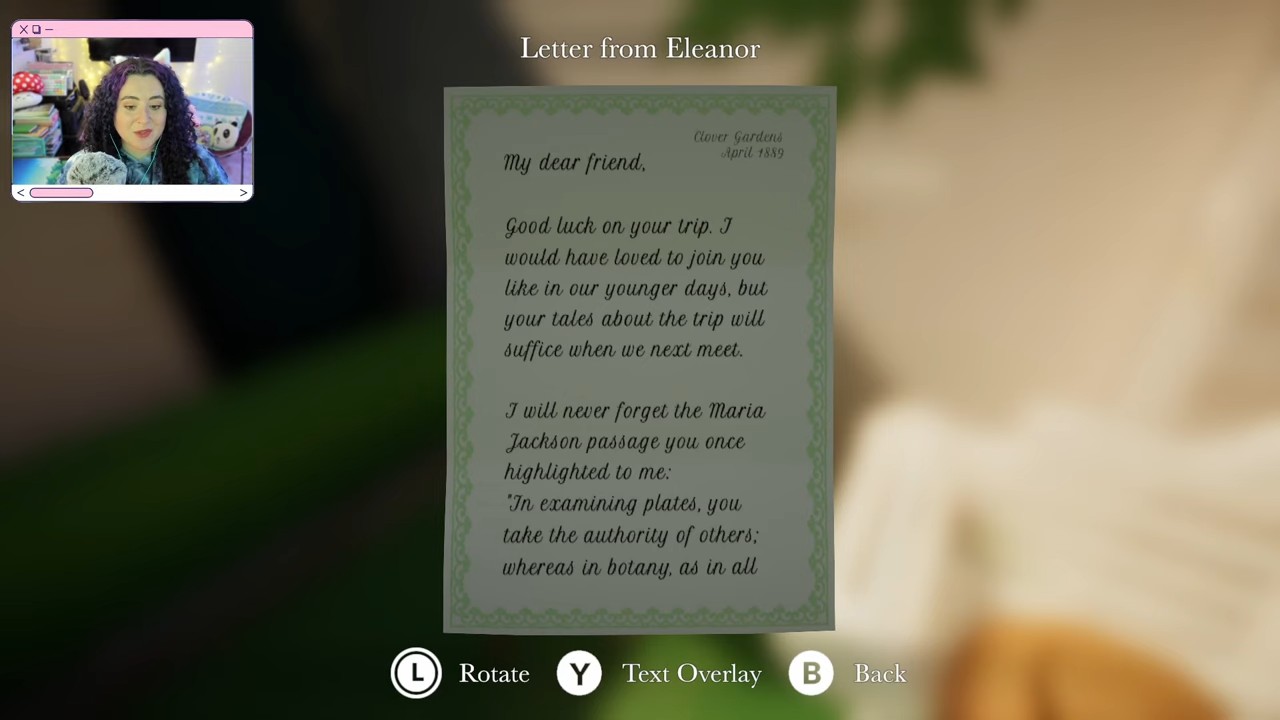 Letter from Eleanor
Clover Gardens
April 1889
My dear friend,
Good luck on your trip. I
would have loved to join you
like in our younger days, but
your tales about the trip will
suffice when we next meet.
I will never forget the Maria
Jackson passage you once
highlighted to me:
"In examining plates, you
take the authority of others;
whereas in botany, as in all
L Rotate Y Text Overlay B Back